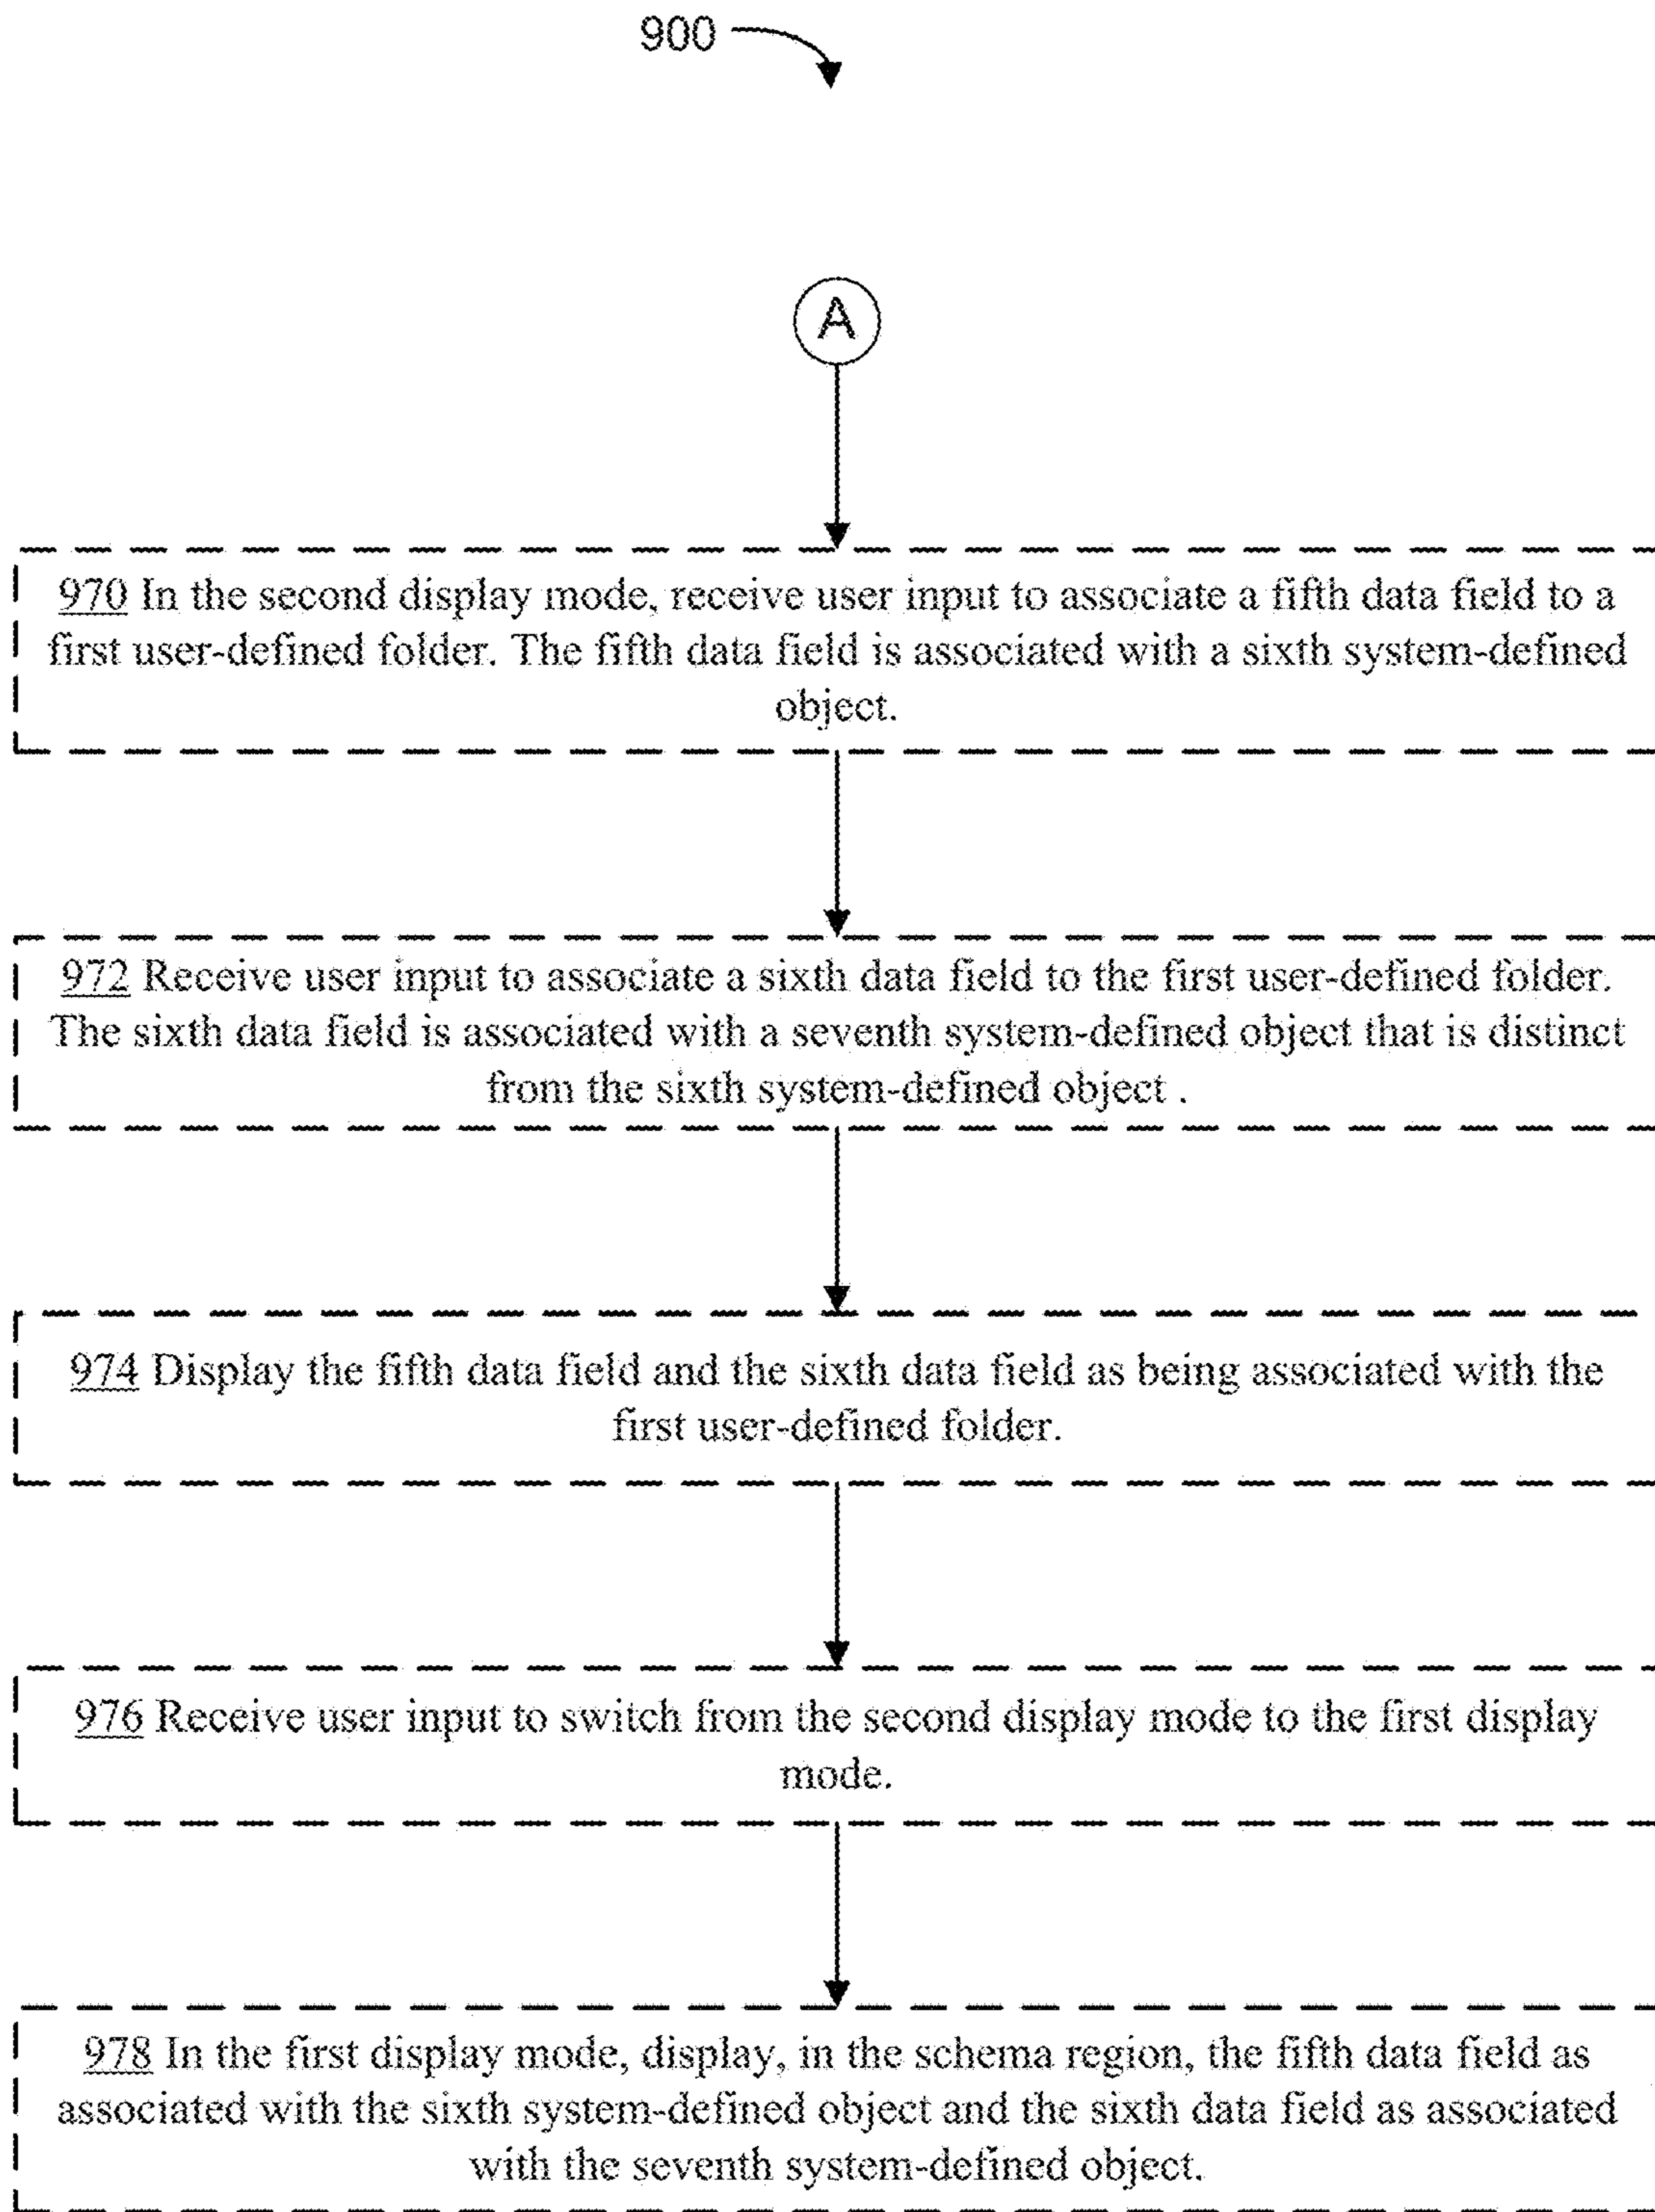 900
A
970 In the second display mode, receive user input to associate a fifth data field to a
first user-defined folder. The fifth data field is associated with a sixth system-defined
object.
972 Receive user input to associate a sixth data field to the first user-defined folder.
The sixth data field is associated with a seventh system-defined object that is distinct
from the sixth system-defined object .
974 Display the fifth data field and the sixth data field as being associated with the
first user-defined folder.
976 Receive user input to switch from the second display mode to the first display
mode.
978 In the first display mode, display, in the schema region, the fifth data field as
associated with the sixth system-defined object and the sixth data field as associated
with the seventh system-defined object.